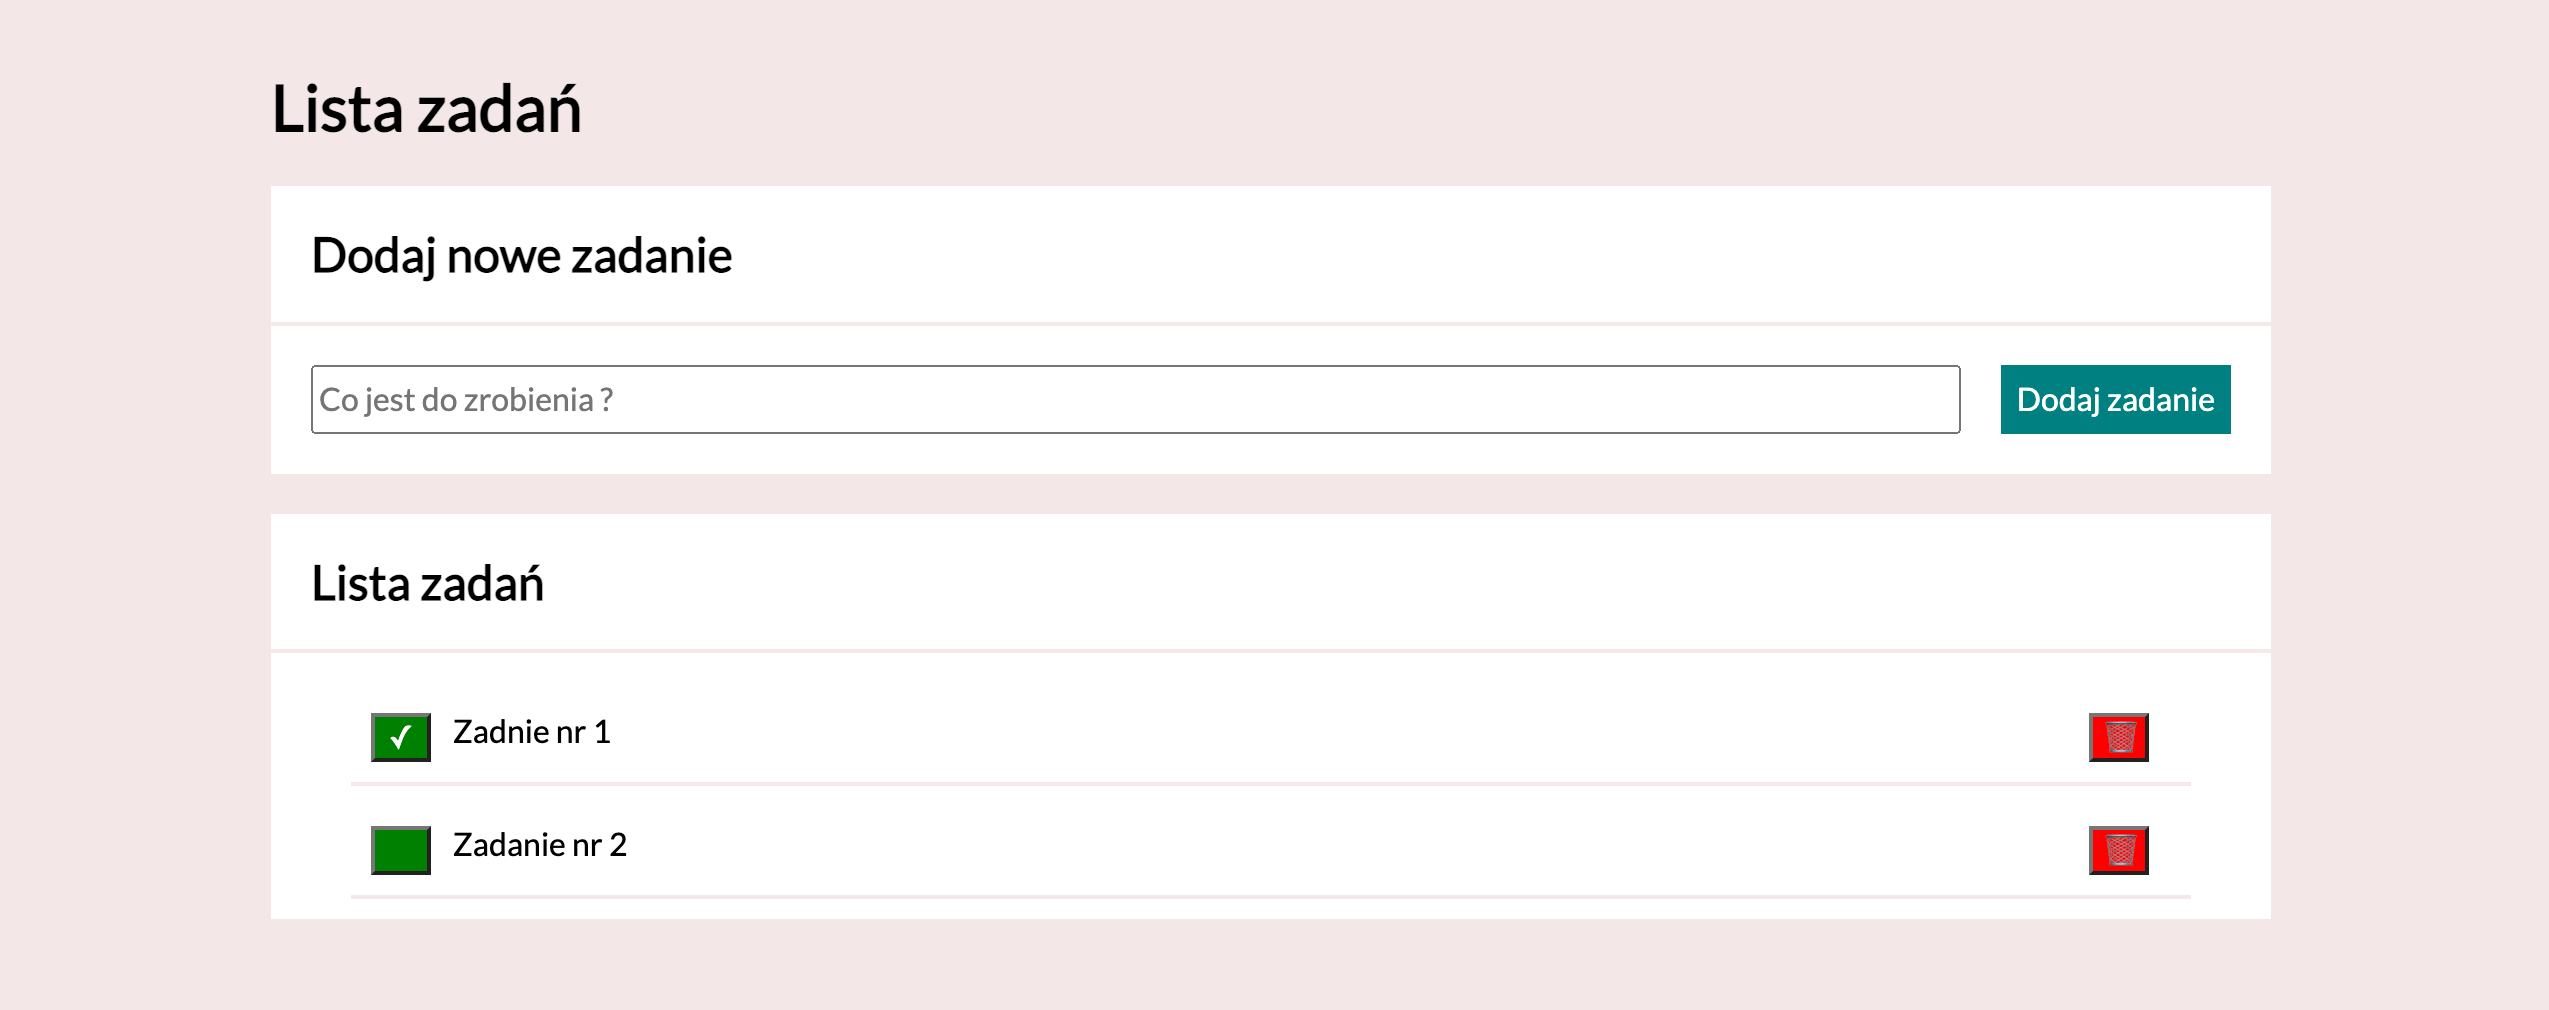 Lista zadań
Dodaj nowe zadanie
Co jest do zrobienia ?
Dodaj zadanie
Lista zadań
✓ Zadnie nr 1
Zadanie nr 2